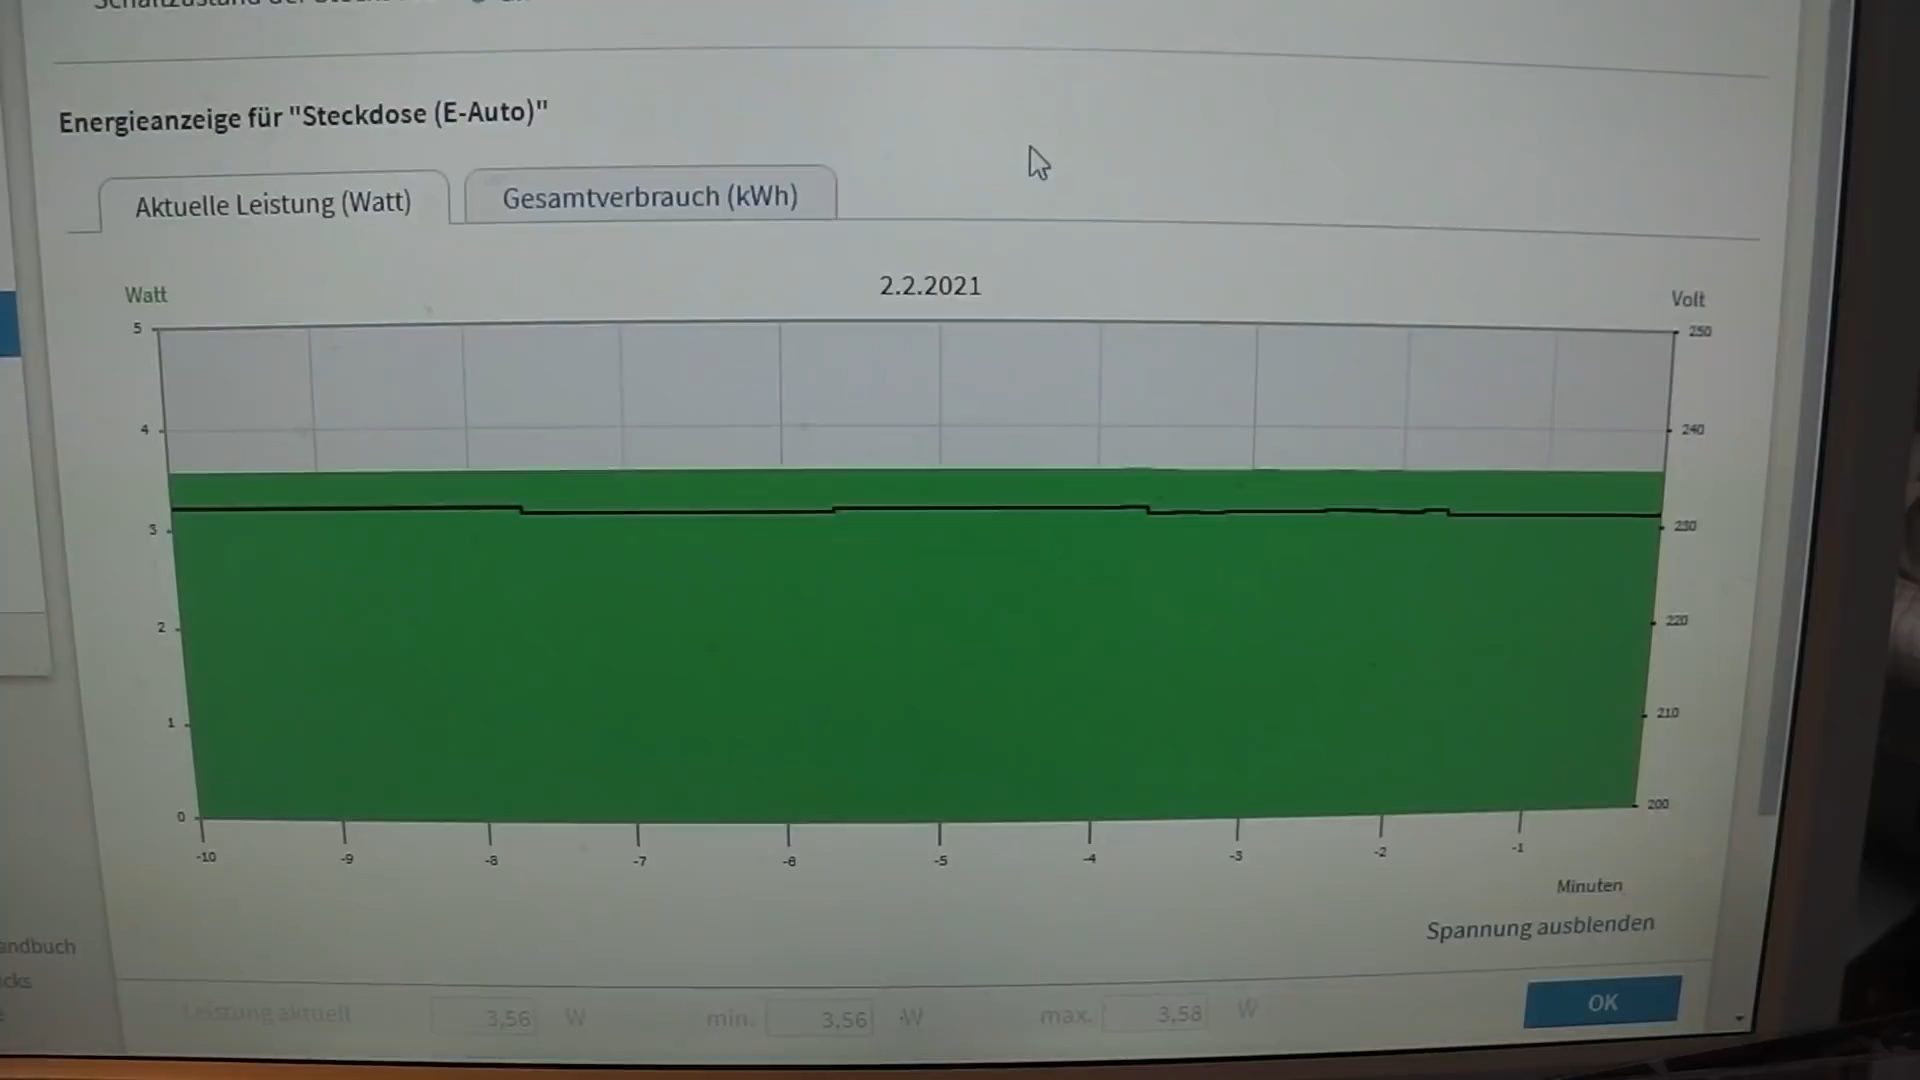 Energieanzeige für "Steckdose (E-Auto)"
Aktuelle Leistung (Watt)
Gesamtverbrauch (kWh)
2.2.2021
Watt
Volt
5
250
4
240
3
230
2
220
1
210
0
200
-10 -9 -8 -7 -6 -5 -4 -3 -2 -1
Minuten
Spannung ausblenden
andbuch
cks
Leistung aktuell 3,56 W min. 3,56 W max. 3,58 W
OK